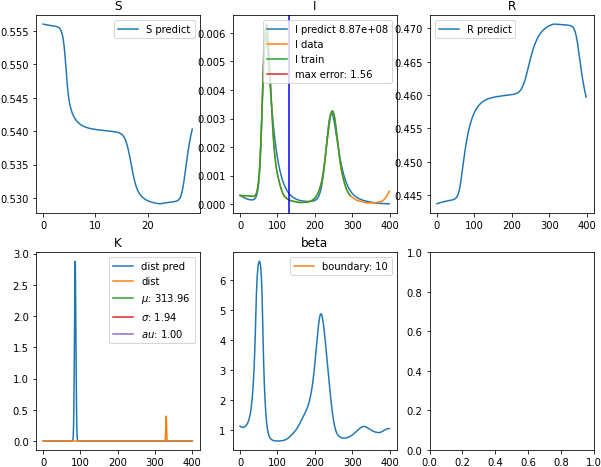 S
I
R
S predict
I predict 8.87e+08
I data
I train
max error: 1.56
R predict
0.555
0.550
0.545
0.540
0.535
0.530
0 10 20
0.006
0.005
0.004
0.003
0.002
0.001
0.000
0 100 200 300 400
0.470
0.465
0.460
0.455
0.450
0.445
0 200 400
K
beta
dist pred
dist
μ: 313.96
σ: 1.94
au: 1.00
boundary: 10
3.0
2.5
2.0
1.5
1.0
0.5
0.0
0 100 200 300 400
6
5
4
3
2
1
0 100 200 300 400
1.0
0.8
0.6
0.4
0.2
0.0
0.0 0.2 0.4 0.6 0.8 1.0